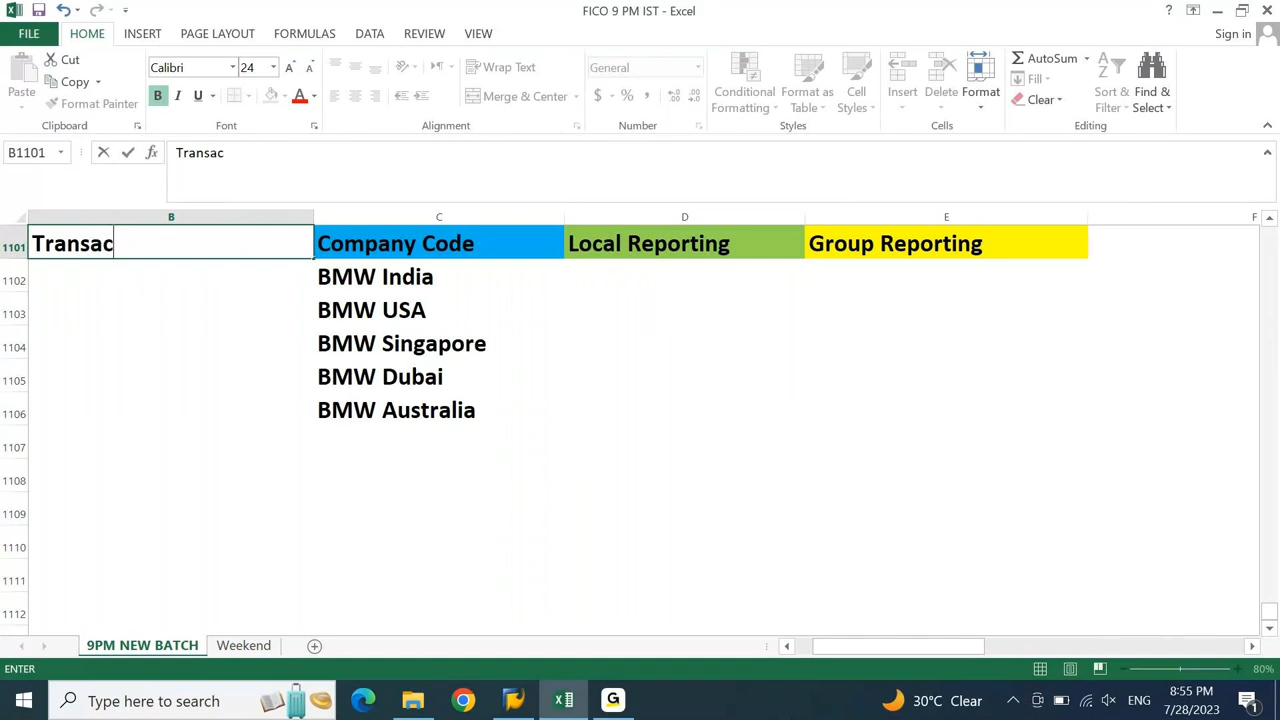 FICO 9 PM IST - Excel
FILE HOME INSERT PAGE LAYOUT FORMULAS DATA REVIEW VIEW Sign in
Paste Cut Copy Format Painter
Calibri 24
B I U A
Wrap Text
Merge & Center
General
$ % ,
Conditional Formatting Format as Table Cell Styles
Insert Delete Format
AutoSum Fill Clear
Sort & Filter Find & Select
Clipboard Font Alignment Number Styles Cells Editing
B1101 fx Transac
B C D E F
1101 Transac Company Code Local Reporting Group Reporting
1102 BMW India
1103 BMW USA
1104 BMW Singapore
1105 BMW Dubai
1106 BMW Australia
1107
1108
1109
1110
1111
1112
9PM NEW BATCH Weekend
ENTER 80%
Type here to search 30°C Clear ENG 8:55 PM
7/28/2023 1